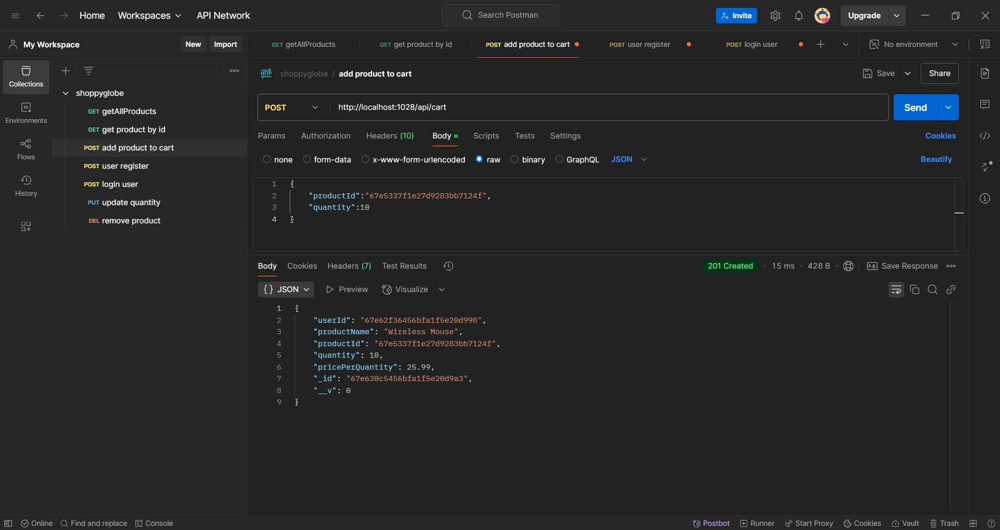 Home Workspaces API Network Search Postman Invite Upgrade
My Workspace New Import GET getAllProducts GET get product by id POST add product to cart POST user register POST login user No environment
Collections
Environments
Flows
History
shoppyglobe
GET getAllProducts
GET get product by id
POST add product to cart
POST user register
POST login user
PUT update quantity
DEL remove product
HTTP shoppyglobe / add product to cart Save Share
POST http://localhost:1028/api/cart Send
Params Authorization Headers (10) Body Scripts Tests Settings Cookies
none form-data x-www-form-urlencoded raw binary GraphQL JSON Beautify
1 {
2 "productId":"67e5337f1e27d9283bb7124f",
3 "quantity":10
4 }
Body Cookies Headers (7) Test Results 201 Created • 15 ms • 428 B • e.g. Save Response
{} JSON Preview Visualize
1 {
2 "userId": "67e62f36456bfa1f5e20d998",
3 "productName": "Wireless Mouse",
4 "productId": "67e5337f1e27d9283bb7124f",
5 "quantity": 10,
6 "pricePerQuantity": 25.99,
7 "_id": "67e630c5456bfa1f5e20d9a3",
8 "__v": 0
9 }
Online Find and replace Console Postbot Runner Start Proxy Cookies Vault Trash